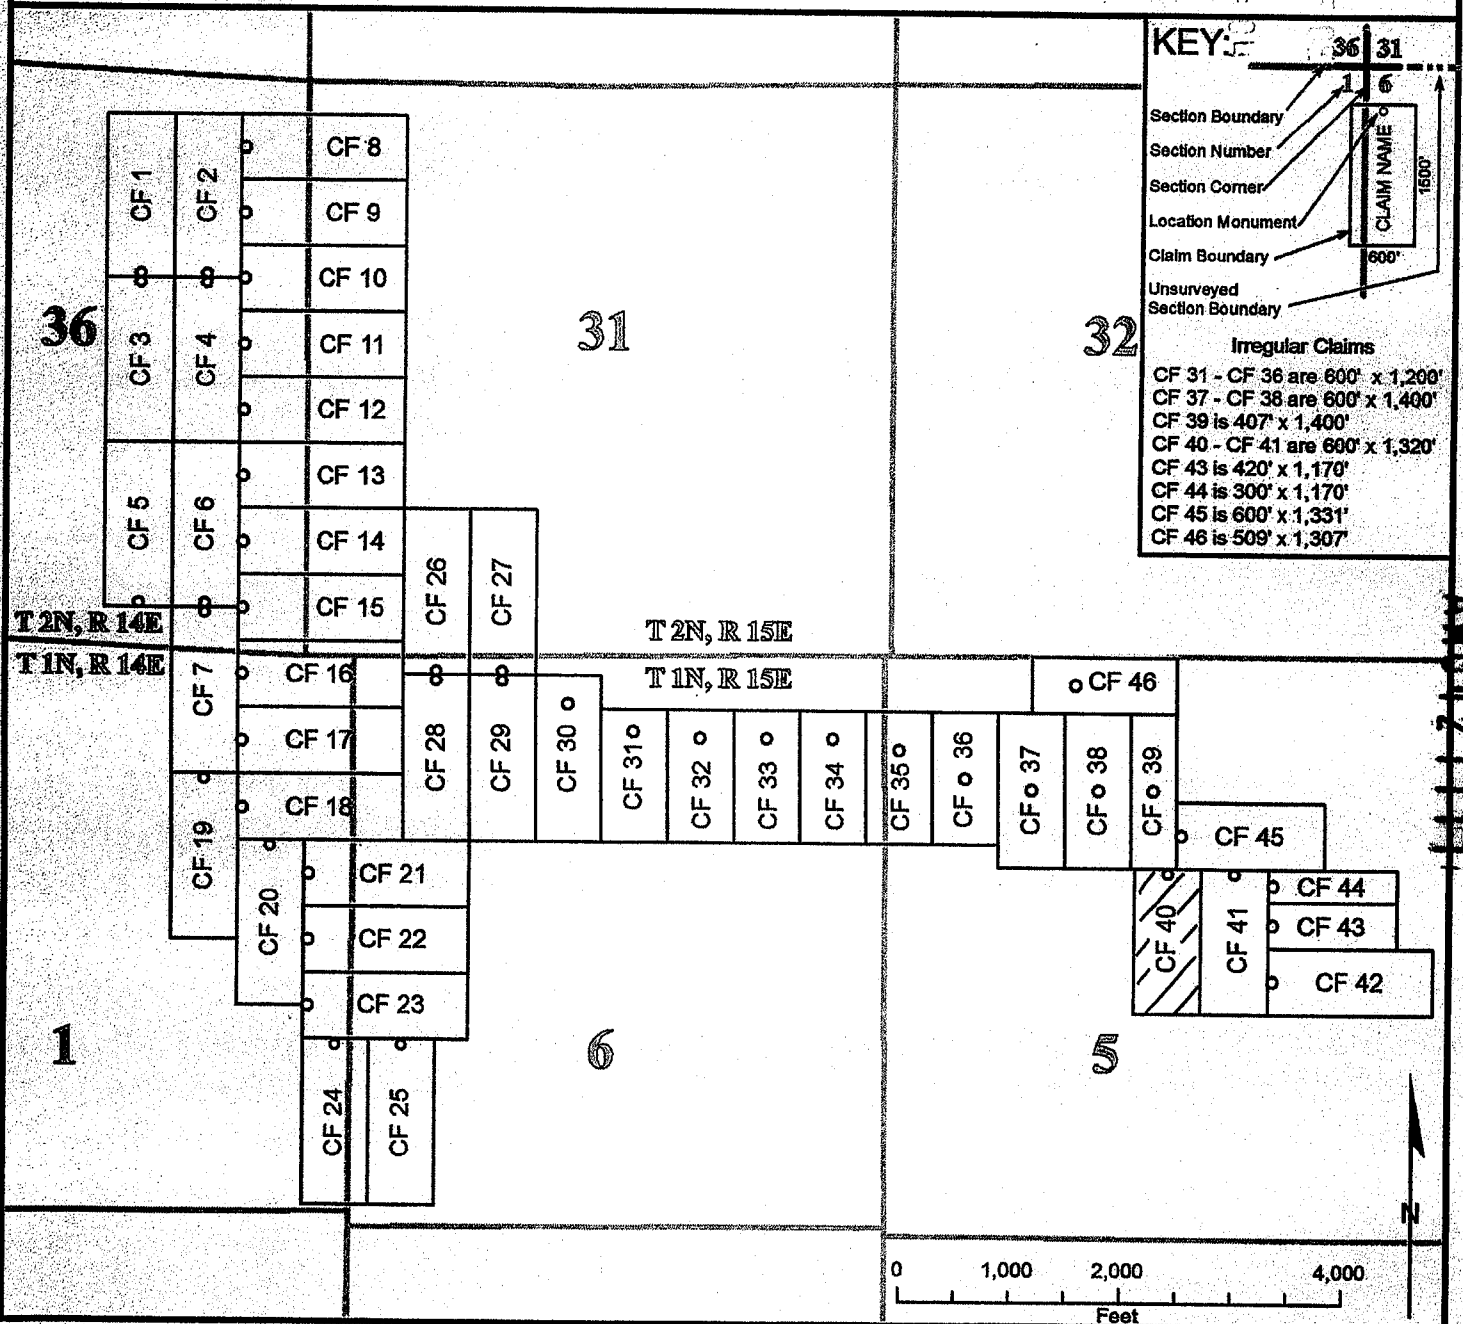 KEY:
36 31
1 6
Section Boundary
Section Number
Section Corner
Location Monument
Claim Boundary
Unsurveyed
Section Boundary
CLAIM NAME
1500'
600'
Irregular Claims
CF 31 - CF 36 are 600' x 1,200'
CF 37 - CF 38 are 600' x 1,400'
CF 39 is 407' x 1,400'
CF 40 - CF 41 are 600' x 1,320'
CF 43 is 420' x 1,170'
CF 44 is 300' x 1,170'
CF 45 is 600' x 1,331'
CF 46 is 509' x 1,307'
CF 1
CF 2
CF 8
CF 9
CF 10
36
CF 3
CF 4
CF 11
31
32
CF 12
CF 13
CF 5
CF 6
CF 14
CF 15
CF 26
CF 27
T 2N, R 14E
T 2N, R 15E
T 1N, R 14E
T 1N, R 15E
CF 7
CF 16
CF 46
CF 17
CF 28
CF 29
CF 30
CF 31
CF 32
CF 33
CF 34
CF 35
CF 36
CF 37
CF 38
CF 39
CF 18
CF 19
CF 45
CF 20
CF 21
CF 44
CF 22
CF 40
CF 41
CF 43
CF 23
CF 42
1
6
5
CF 24
CF 25
N
0 1,000 2,000 4,000
Feet